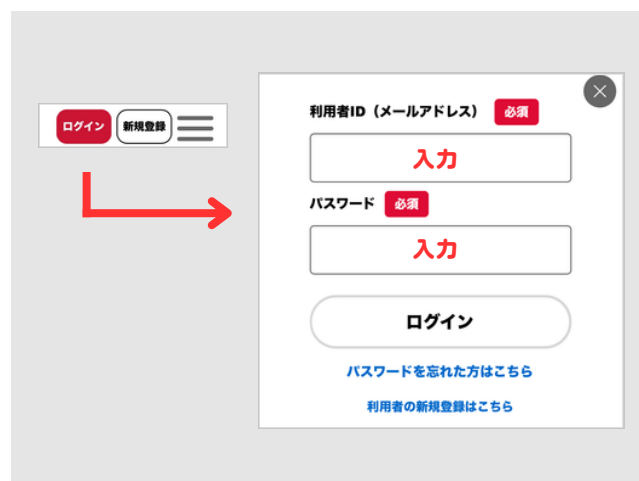 ログイン 新規登録
利用者ID（メールアドレス） 必須
入力
パスワード 必須
入力
ログイン
パスワードを忘れた方はこちら
利用者の新規登録はこちら